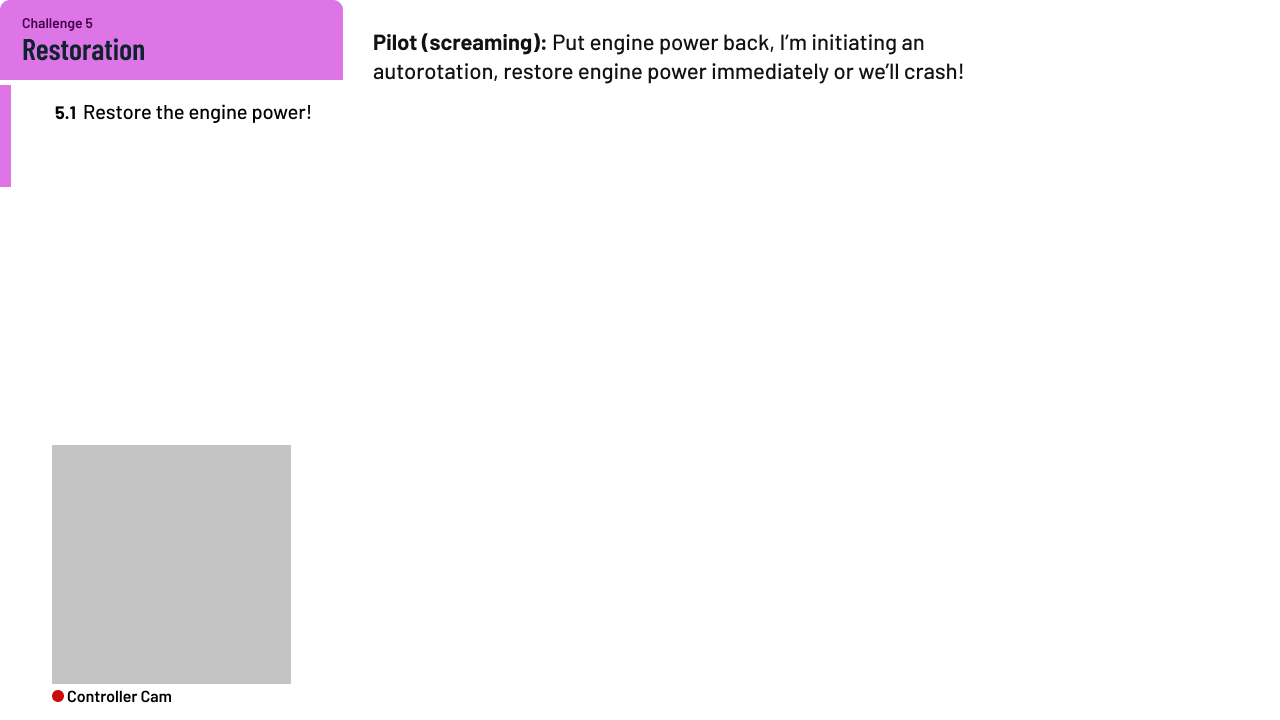 Challenge 5
Restoration
Pilot (screaming): Put engine power back, I’m initiating an
autorotation, restore engine power immediately or we’ll crash!
5.1 Restore the engine power!
Controller Cam